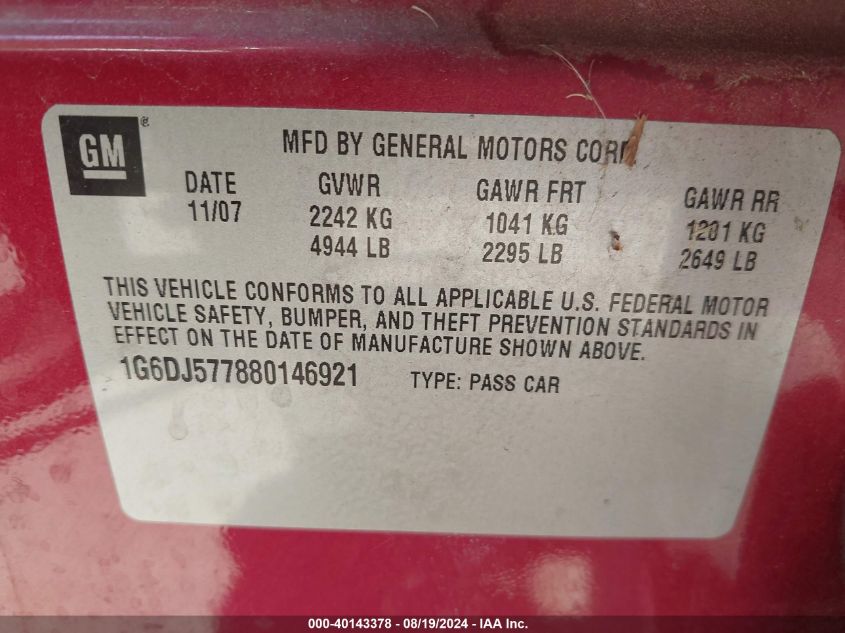 GM ®
MFD BY GENERAL MOTORS CORP
DATE GVWR GAWR FRT GAWR RR
11/07 2242 KG 1041 KG 1201 KG
4944 LB 2295 LB 2649 LB
THIS VEHICLE CONFORMS TO ALL APPLICABLE U.S. FEDERAL MOTOR
VEHICLE SAFETY, BUMPER, AND THEFT PREVENTION STANDARDS IN
EFFECT ON THE DATE OF MANUFACTURE SHOWN ABOVE.
1G6DJ577880146921 TYPE: PASS CAR
000-40143378 - 08/19/2024 - IAA Inc.